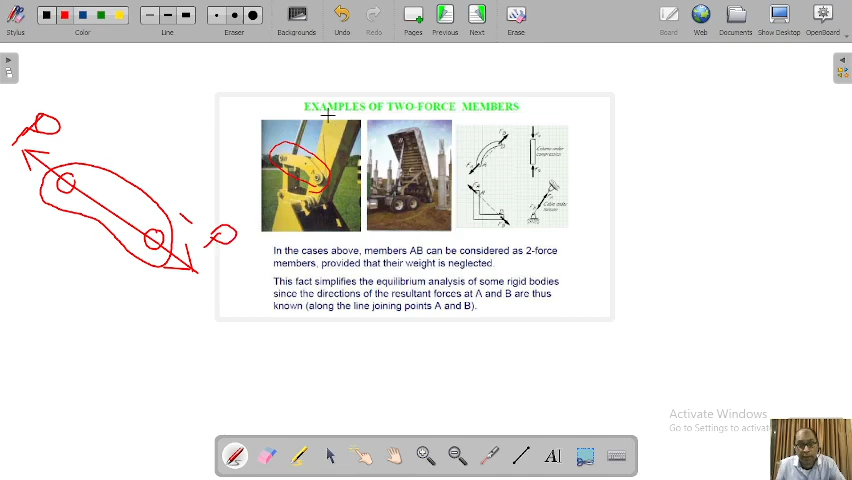 Stylus Color Line Eraser Backgrounds Undo Redo Pages Previous Next Erase Board Web Documents Show Desktop OpenBoard
EXAMPLES OF TWO-FORCE MEMBERS
In the cases above, members AB can be considered as 2-force
members, provided that their weight is neglected.
This fact simplifies the equilibrium analysis of some rigid bodies
since the directions of the resultant forces at A and B are thus
known (along the line joining points A and B).
Activate Windows
Go to Settings to activate